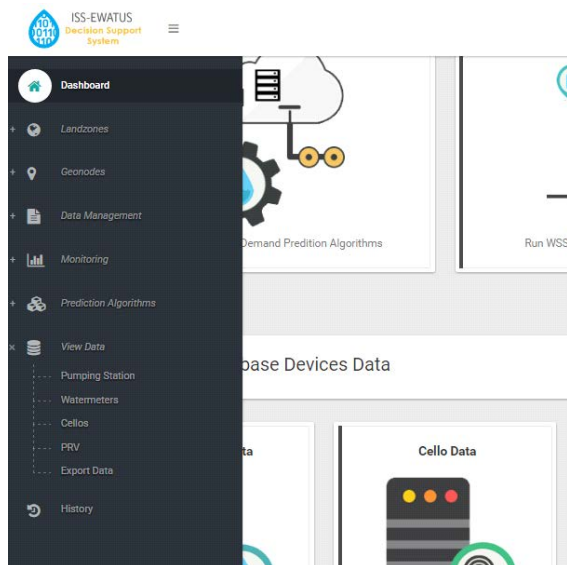 ISS-EWATUS
Decision Support
System
Dashboard
+ Landzones
+ Geonodes
+ Data Management
+ Monitoring
+ Prediction Algorithms
× View Data
Pumping Station
Watermeters
Cellos
PRV
Export Data
History
Demand Predition Algorithms
Run WSS
base Devices Data
ta
Cello Data